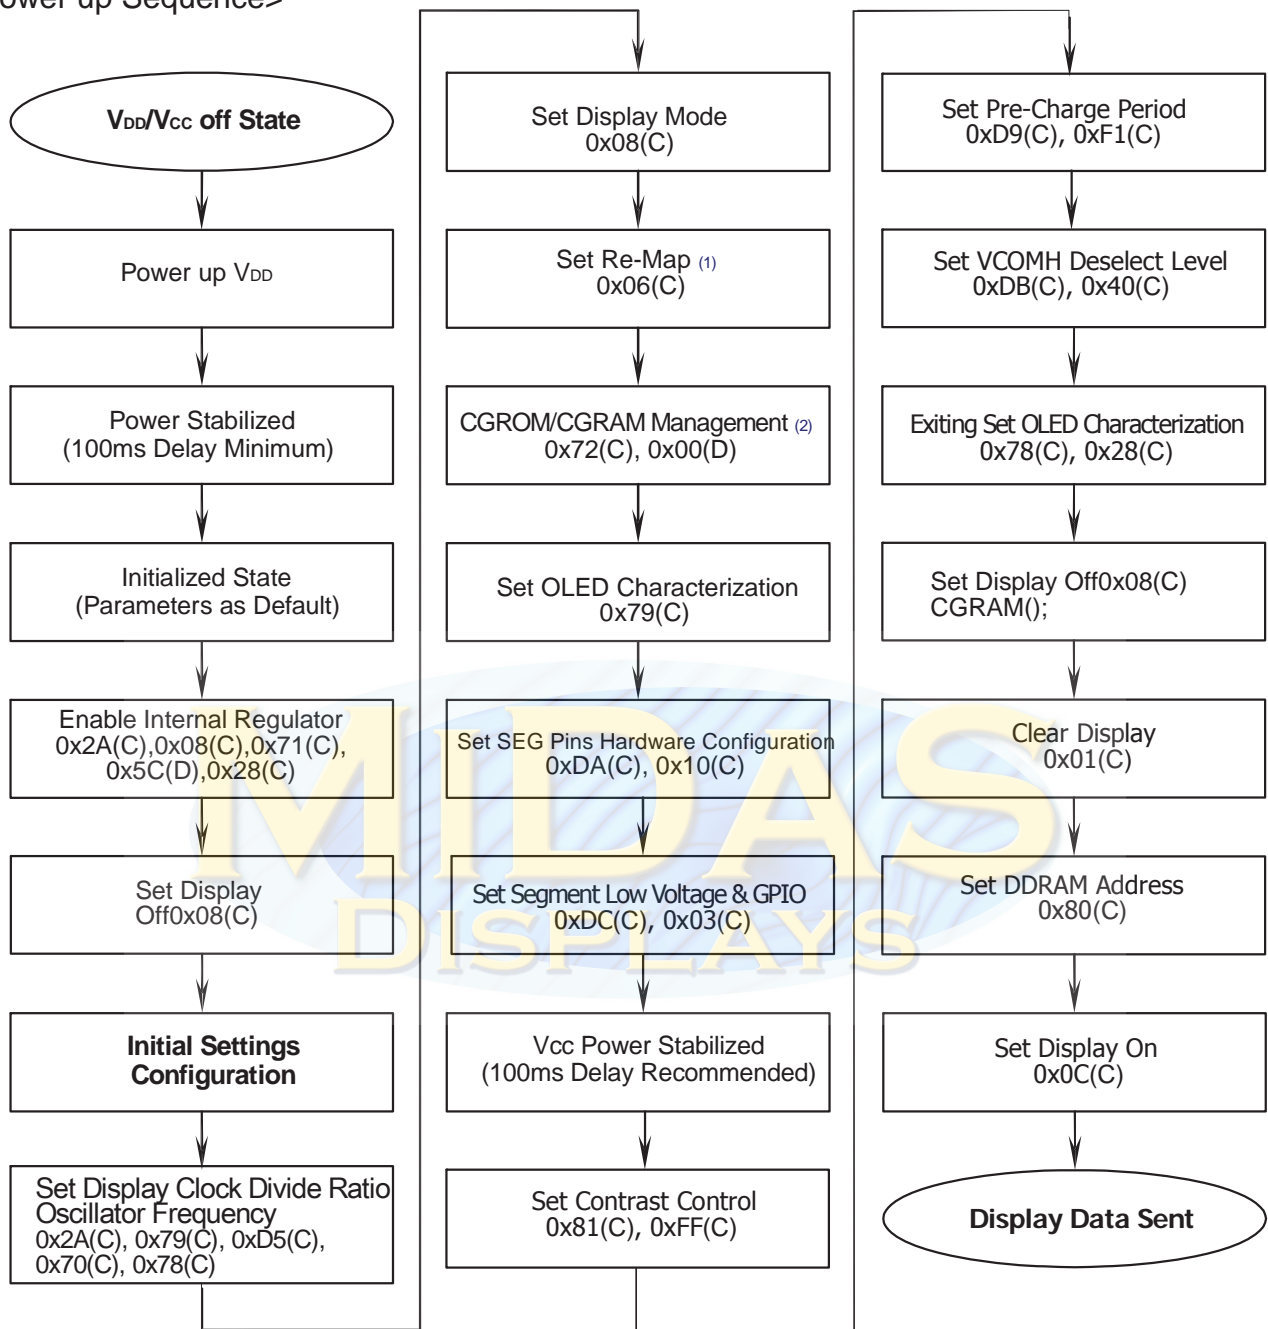 ower up Sequence>
VDD/VCC off State
Power up VDD
Power Stabilized
(100ms Delay Minimum)
Initialized State
(Parameters as Default)
Enable Internal Regulator
0x2A(C),0x08(C),0x71(C),
0x5C(D),0x28(C)
Set Display
Off0x08(C)
Initial Settings
Configuration
Set Display Clock Divide Ratio
Oscillator Frequency
0x2A(C), 0x79(C), 0xD5(C),
0x70(C), 0x78(C)
Set Display Mode
0x08(C)
Set Re-Map (1)
0x06(C)
CGROM/CGRAM Management (2)
0x72(C), 0x00(D)
Set OLED Characterization
0x79(C)
Set SEG Pins Hardware Configuration
0xDA(C), 0x10(C)
Set Segment Low Voltage & GPIO
0xDC(C), 0x03(C)
Vcc Power Stabilized
(100ms Delay Recommended)
Set Contrast Control
0x81(C), 0xFF(C)
Set Pre-Charge Period
0xD9(C), 0xF1(C)
Set VCOMH Deselect Level
0xDB(C), 0x40(C)
Exiting Set OLED Characterization
0x78(C), 0x28(C)
Set Display Off0x08(C)
CGRAM();
Clear Display
0x01(C)
Set DDRAM Address
0x80(C)
Set Display On
0x0C(C)
Display Data Sent
MIDAS
DISPLAYS